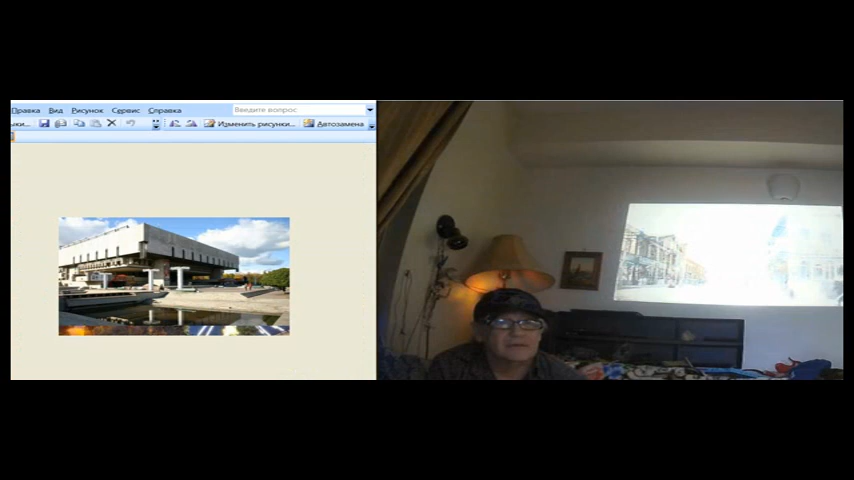 Правка Вид Рисунок Сервис Справка Введите вопрос
Изменить рисунки... Автозамена